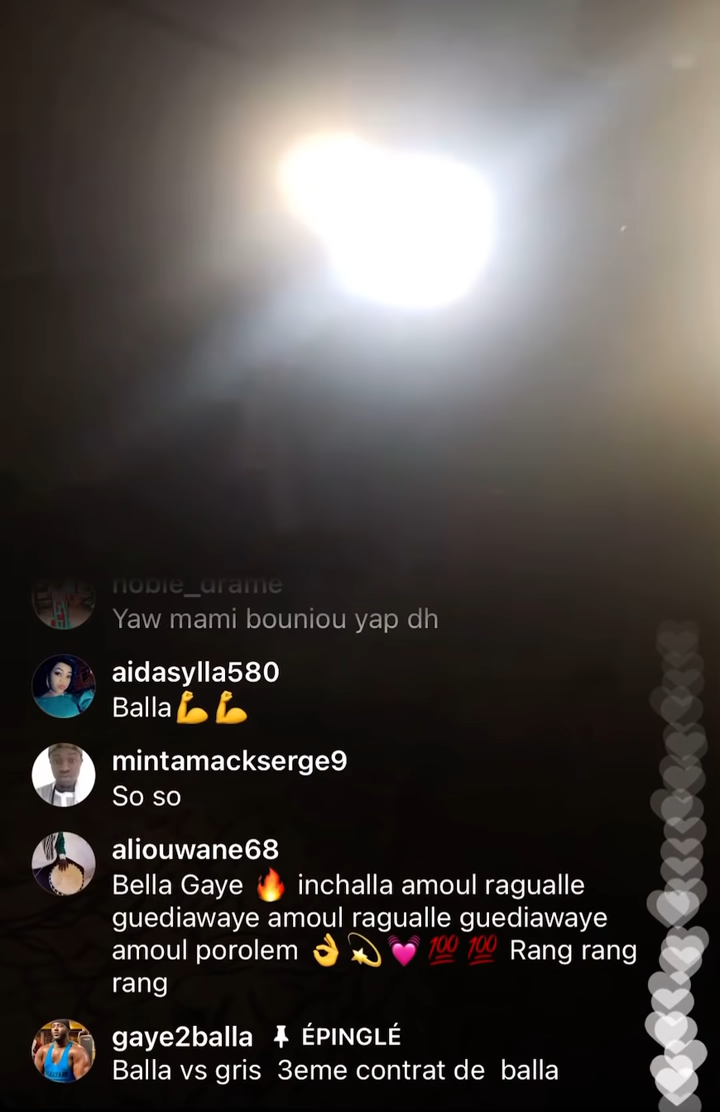 noble_drame
Yaw mami bouniou yap dh
aidasylla580
Balla💪💪
mintamackserge9
So so
aliouwane68
Bella Gaye 🔥 inchalla amoul ragualle
guediawaye amoul ragualle guediawaye
amoul porolem 👌💫💓💯💯 Rang rang
rang
gaye2balla 📌 ÉPINGLÉ
Balla vs gris  3eme contrat de  balla